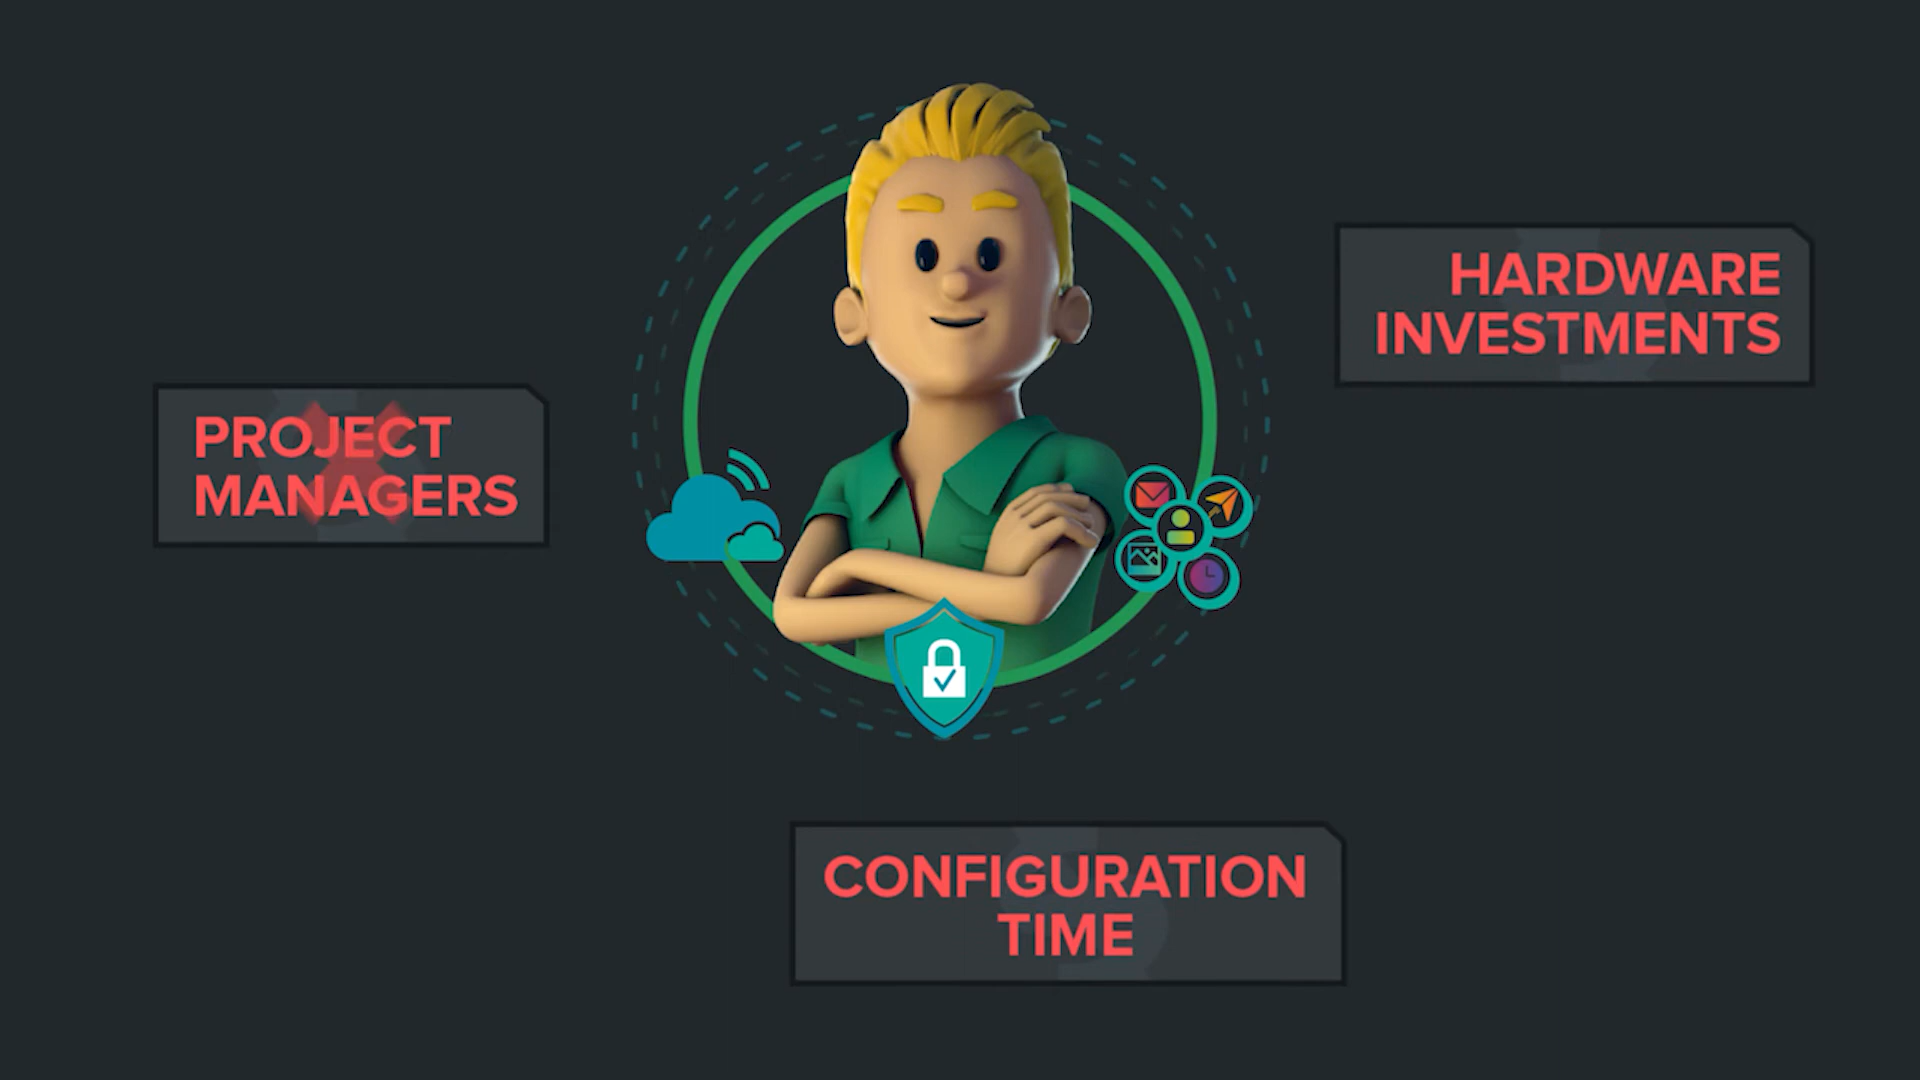 HARDWARE
INVESTMENTS
PROJECT
MANAGERS
CONFIGURATION
TIME